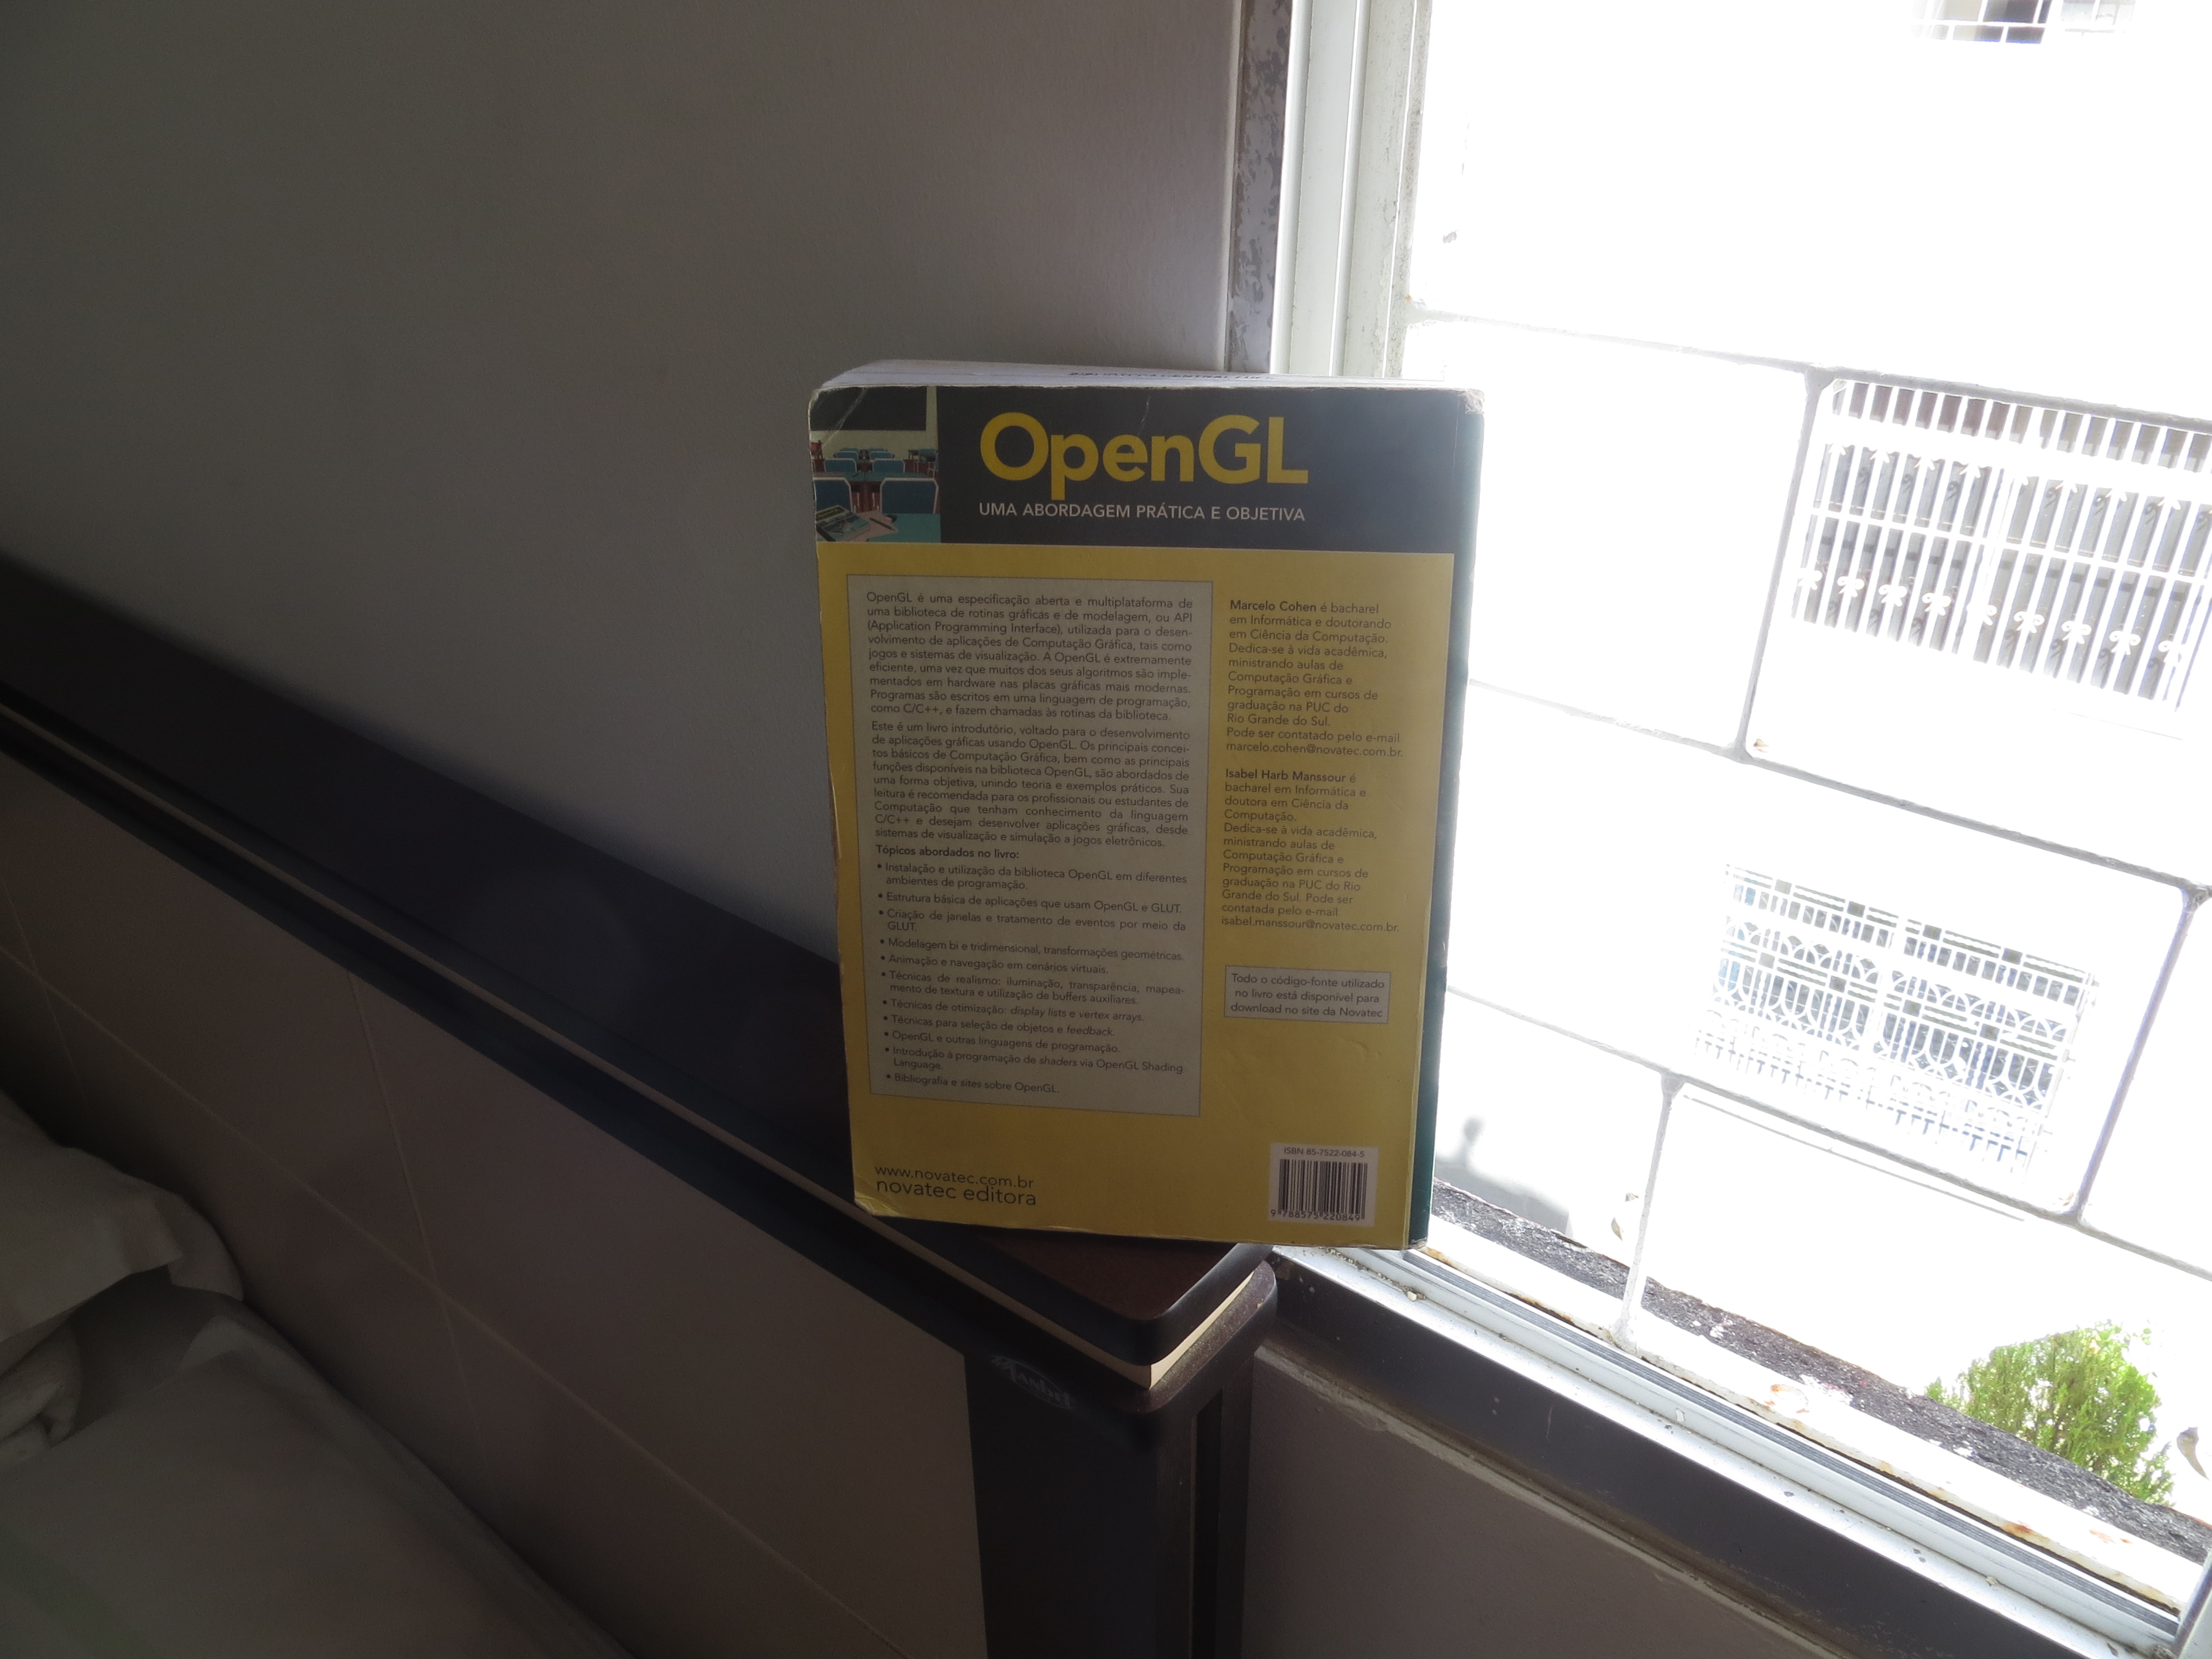 OpenGL
UMA ABORDAGEM PRÁTICA E OBJETIVA
OpenGL é uma especificação aberta e multiplataforma de
uma biblioteca de rotinas gráficas e de modelagem, ou API
(Application Programming Interface), utilizada para o desen-
volvimento de aplicações de Computação Gráfica, tais como
jogos e sistemas de visualização. A OpenGL é extremamente
eficiente, uma vez que muitos dos seus algoritmos são imple-
mentados em hardware nas placas gráficas mais modernas.
Programas são escritos em uma linguagem de programação,
como C/C++, e fazem chamadas às rotinas da biblioteca.
Este é um livro introdutório, voltado para o desenvolvimento
de aplicações gráficas usando OpenGL. Os principais concei-
tos básicos de Computação Gráfica, bem como as principais
funções disponíveis na biblioteca OpenGL, são abordados de
uma forma objetiva, unindo teoria e exemplos práticos. Sua
leitura é recomendada para os profissionais ou estudantes de
Computação que tenham conhecimento da linguagem
C/C++ e desejam desenvolver aplicações gráficas, desde
sistemas de visualização e simulação a jogos eletrônicos.
Tópicos abordados no livro:
• Instalação e utilização da biblioteca OpenGL em diferentes
ambientes de programação.
• Estrutura básica de aplicações que usam OpenGL e GLUT.
• Criação de janelas e tratamento de eventos por meio da
GLUT.
• Modelagem bi e tridimensional, transformações geométricas.
• Animação e navegação em cenários virtuais.
• Técnicas de realismo: iluminação, transparência, mapea-
mento de textura e utilização de buffers auxiliares.
• Técnicas de otimização: display lists e vertex arrays.
• Técnicas para seleção de objetos e feedback.
• OpenGL e outras linguagens de programação.
• Introdução à programação de shaders via OpenGL Shading
Language.
• Bibliografia e sites sobre OpenGL.
Marcelo Cohen é bacharel
em Informática e doutorando
em Ciência da Computação.
Dedica-se à vida acadêmica,
ministrando aulas de
Computação Gráfica e
Programação em cursos de
graduação na PUC do
Rio Grande do Sul.
Pode ser contatado pelo e-mail
marcelo.cohen@novatec.com.br.
Isabel Harb Manssour é
bacharel em Informática e
doutora em Ciência da
Computação.
Dedica-se à vida acadêmica,
ministrando aulas de
Computação Gráfica e
Programação em cursos de
graduação na PUC do Rio
Grande do Sul. Pode ser
contatada pelo e-mail
isabel.manssour@novatec.com.br.
Todo o código-fonte utilizado
no livro está disponível para
download no site da Novatec
www.novatec.com.br
novatec editora
ISBN 85-7522-084-5
9 788575 220849